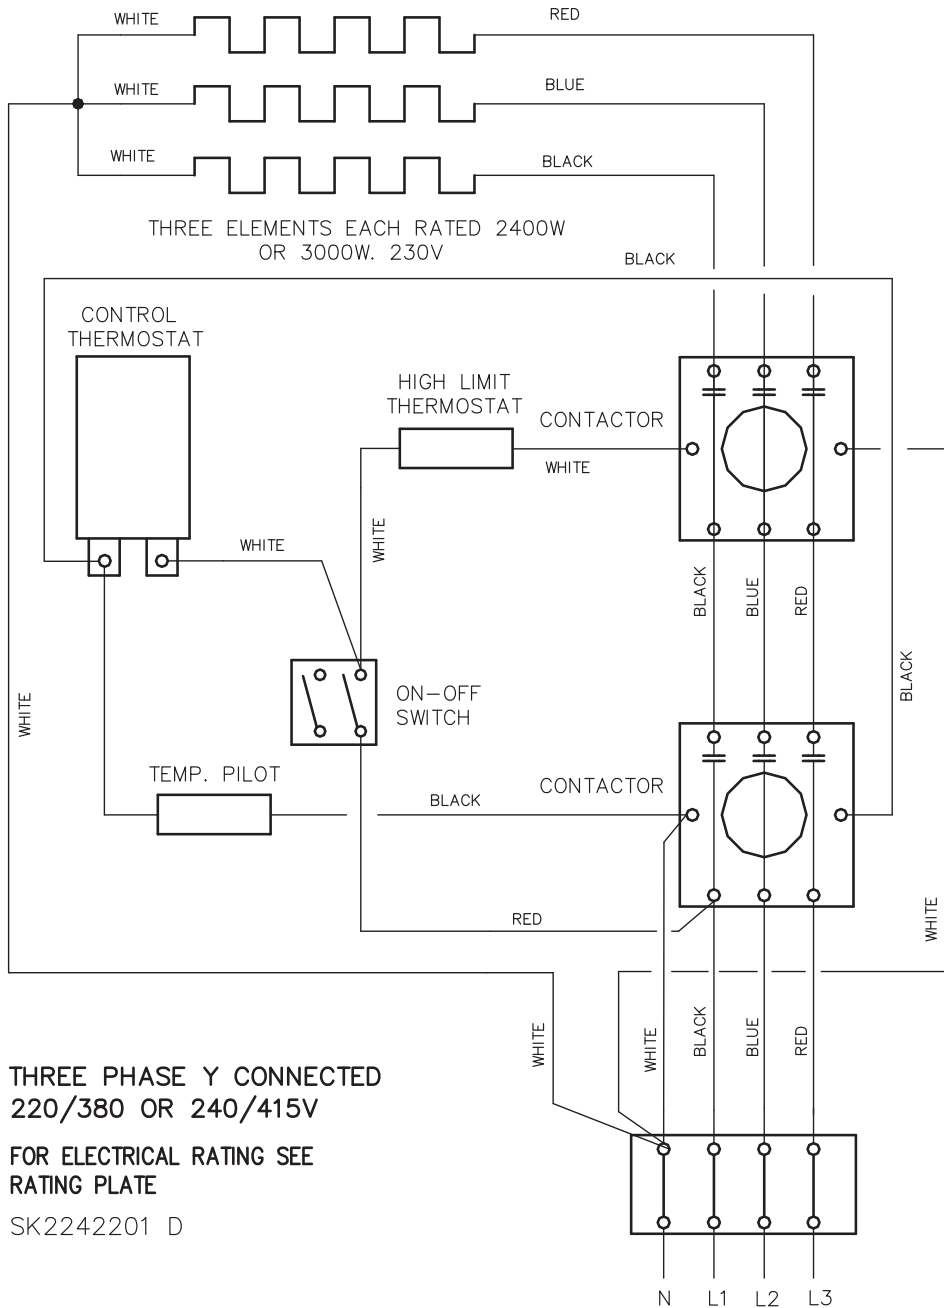 WHITE
RED
WHITE
BLUE
WHITE
BLACK
THREE ELEMENTS EACH RATED 2400W
OR 3000W. 230V
BLACK
CONTROL
THERMOSTAT
HIGH LIMIT
THERMOSTAT
CONTACTOR
WHITE
WHITE
WHITE
BLACK
BLUE
RED
BLACK
WHITE
ON-OFF
SWITCH
TEMP. PILOT
BLACK
CONTACTOR
RED
WHITE
WHITE
WHITE
BLACK
BLUE
RED
THREE PHASE Y CONNECTED
220/380 OR 240/415V
FOR ELECTRICAL RATING SEE
RATING PLATE
SK2242201 D
N L1 L2 L3